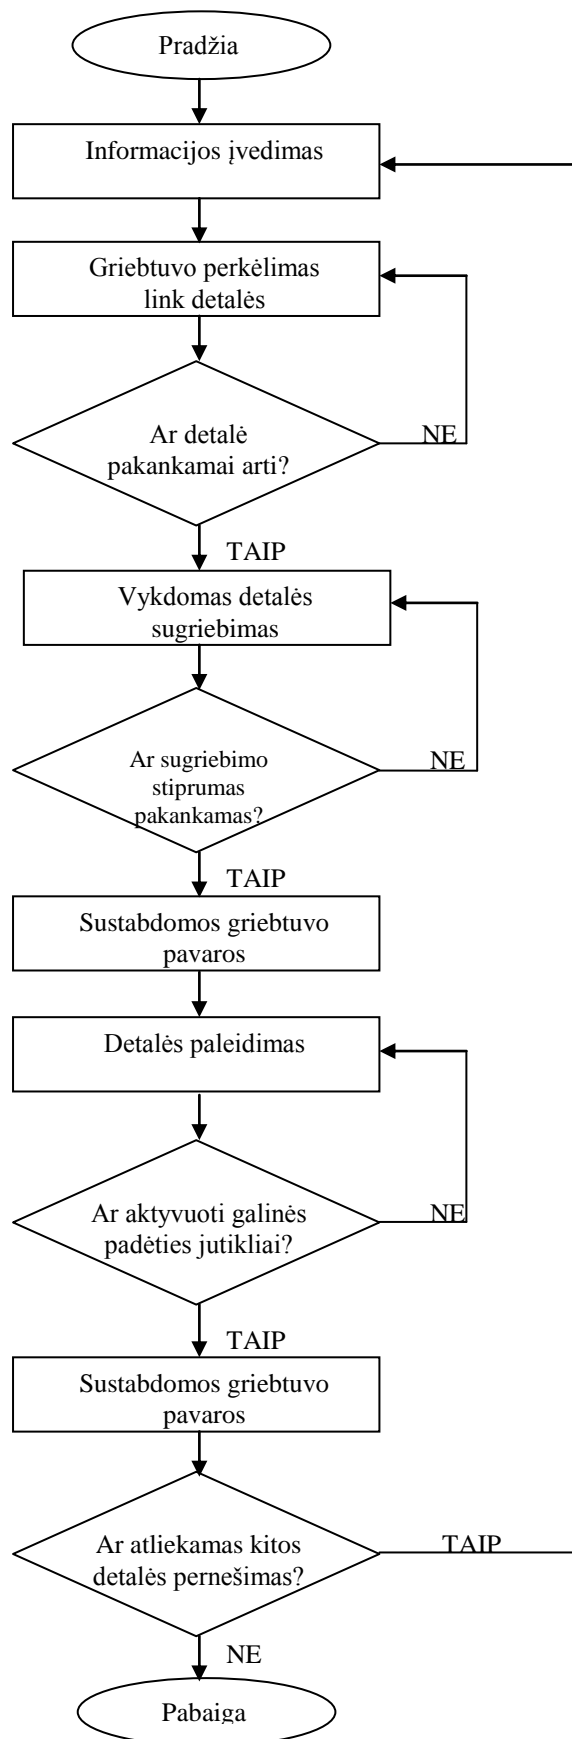 Pradžia
Informacijos įvedimas
Griebtuvo perkėlimas
link detalės
Ar detalė
pakankamai arti?
NE
TAIP
Vykdomas detalės
sugriebimas
Ar sugriebimo
stiprumas
pakankamas?
NE
TAIP
Sustabdomos griebtuvo
pavaros
Detalės paleidimas
Ar aktyvuoti galinės
padėties jutikliai?
NE
TAIP
Sustabdomos griebtuvo
pavaros
Ar atliekamas kitos
detalės pernešimas?
TAIP
NE
Pabaiga